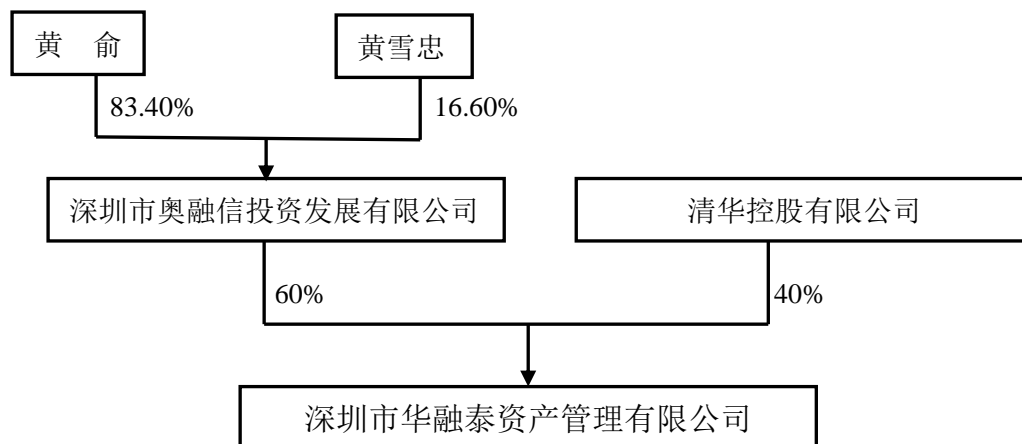 黄　俞
黄雪忠
83.40%
16.60%
深圳市奥融信投资发展有限公司
清华控股有限公司
60%
40%
深圳市华融泰资产管理有限公司